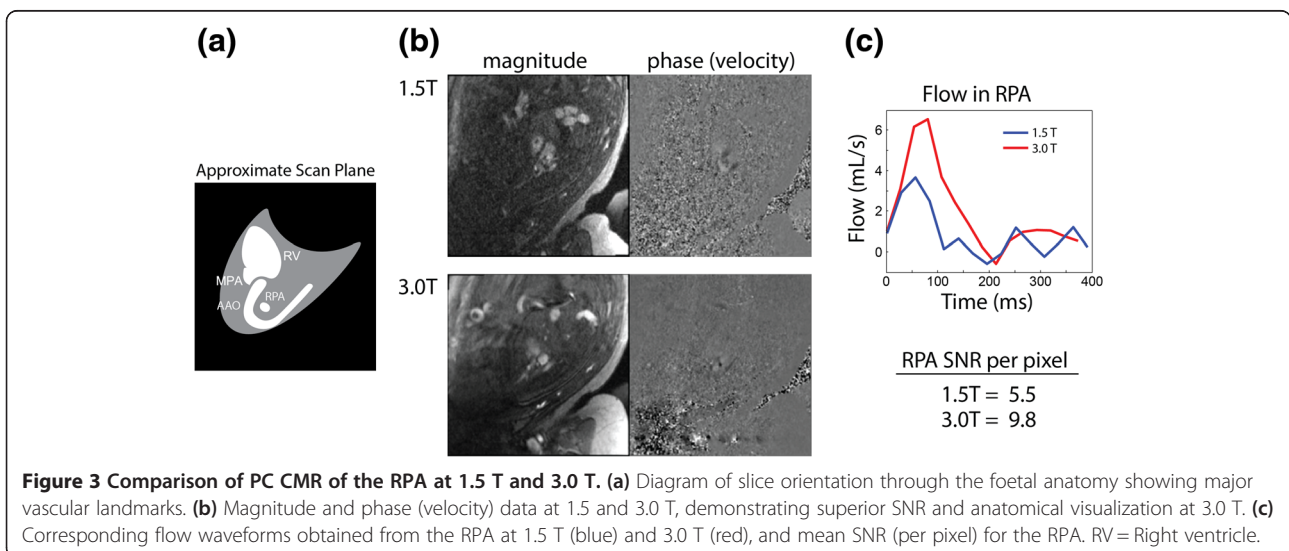 (a)
(b)
(c)
magnitude
phase (velocity)
1.5T
3.0T
Approximate Scan Plane
RV
MPA
RPA
AAO
Flow in RPA
1.5 T
3.0 T
Flow (mL/s)
6
4
2
0
0
100
200
300
400
Time (ms)
RPA SNR per pixel
1.5T = 5.5
3.0T = 9.8
Figure 3 Comparison of PC CMR of the RPA at 1.5 T and 3.0 T. (a) Diagram of slice orientation through the foetal anatomy showing major
vascular landmarks. (b) Magnitude and phase (velocity) data at 1.5 and 3.0 T, demonstrating superior SNR and anatomical visualization at 3.0 T. (c)
Corresponding flow waveforms obtained from the RPA at 1.5 T (blue) and 3.0 T (red), and mean SNR (per pixel) for the RPA. RV = Right ventricle.